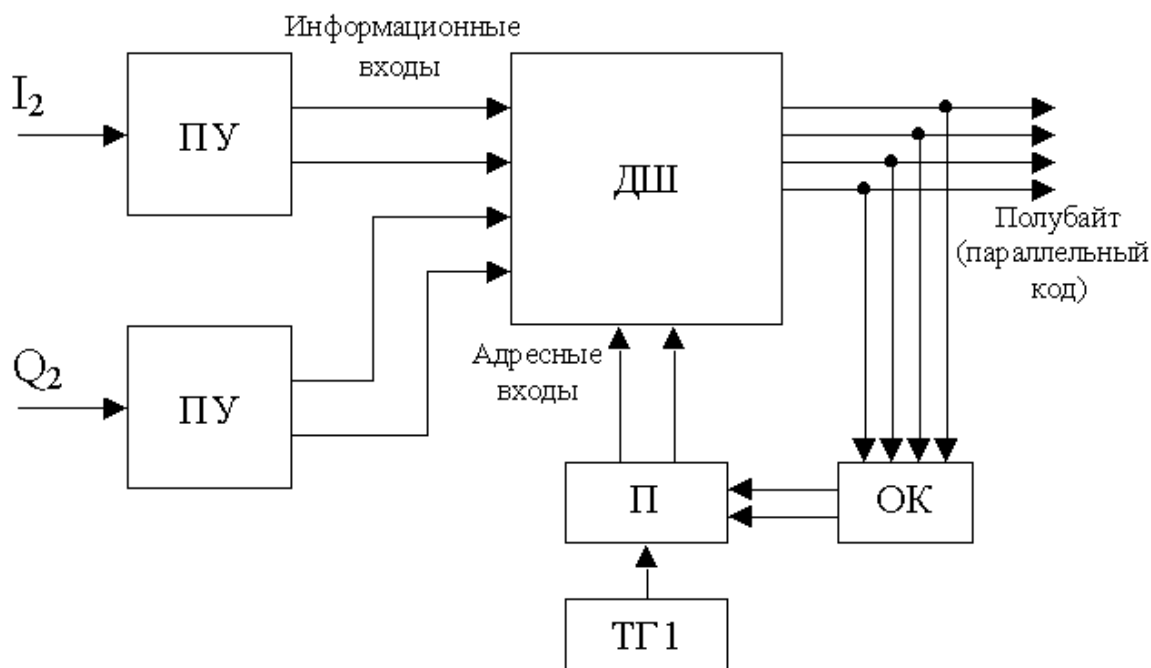 Информационные
входы
I₂
ПУ
ДШ
Полубайт
(параллельный
код)
Q₂
ПУ
Адресные
входы
П
ОК
ТГ1